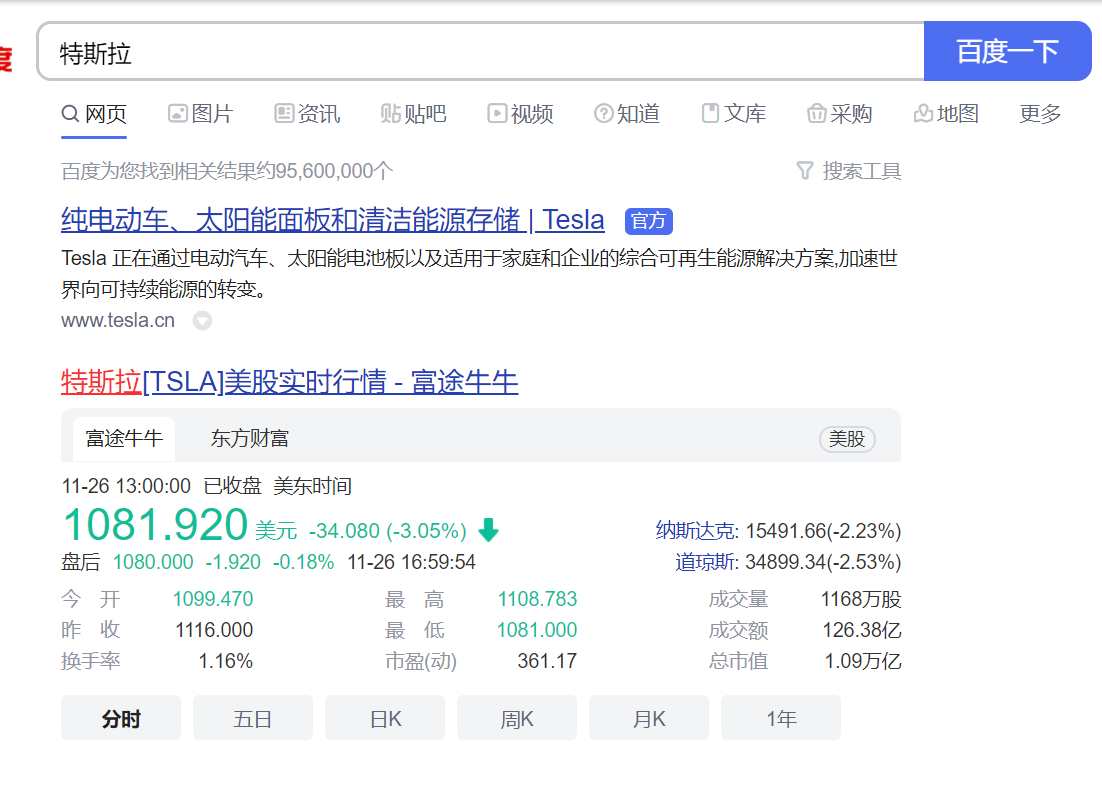 度 特斯拉 百度一下
网页 图片 资讯 贴吧 视频 知道 文库 采购 地图 更多
百度为您找到相关结果约95,600,000个 搜索工具
纯电动车、太阳能面板和清洁能源存储 | Tesla 官方
Tesla 正在通过电动汽车、太阳能电池板以及适用于家庭和企业的综合可再生能源解决方案,加速世
界向可持续能源的转变。
www.tesla.cn
特斯拉[TSLA]美股实时行情 - 富途牛牛
富途牛牛 东方财富 美股
11-26 13:00:00 已收盘 美东时间
1081.920 美元 -34.080 (-3.05%) 纳斯达克: 15491.66(-2.23%)
盘后 1080.000 -1.920 -0.18% 11-26 16:59:54 道琼斯: 34899.34(-2.53%)
今 开 1099.470 最 高 1108.783 成交量 1168万股
昨 收 1116.000 最 低 1081.000 成交额 126.38亿
换手率 1.16% 市盈(动) 361.17 总市值 1.09万亿
分时 五日 日K 周K 月K 1年